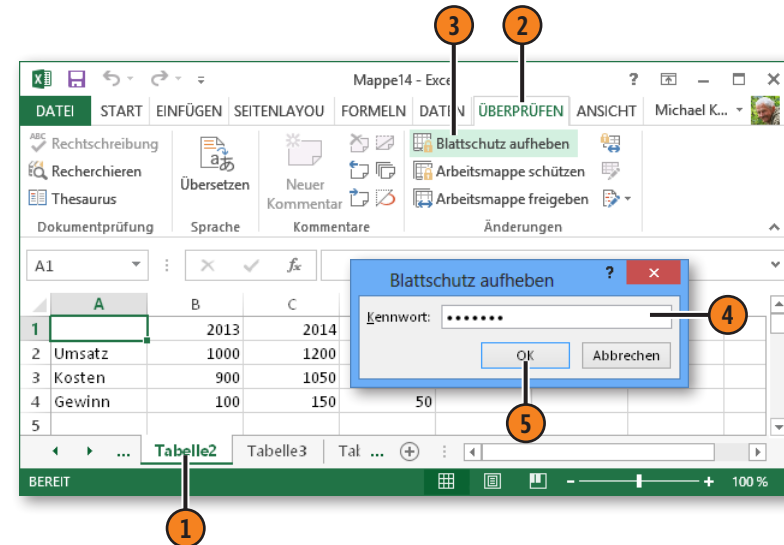 3 2
Mappe14 - Exce
?
DATEI START EINFÜGEN SEITENLAYOU FORMELN DATEN ÜBERPRÜFEN ANSICHT Michael K...
ABC Rechtschreibung
Recherchieren
Thesaurus
Dokumentprüfung
Übersetzen
Sprache
Neuer
Kommentar
Kommentare
Blattschutz aufheben
Arbeitsmappe schützen
Arbeitsmappe freigeben
Änderungen
A1 fx
Blattschutz aufheben ?
Kennwort: ••••••• 4
OK Abbrechen
5
A B C
1 2013 2014
2 Umsatz 1000 1200
3 Kosten 900 1050
4 Gewinn 100 150 50
5
... Tabelle2 Tabelle3 Tab ...
BEREIT 100 %
1